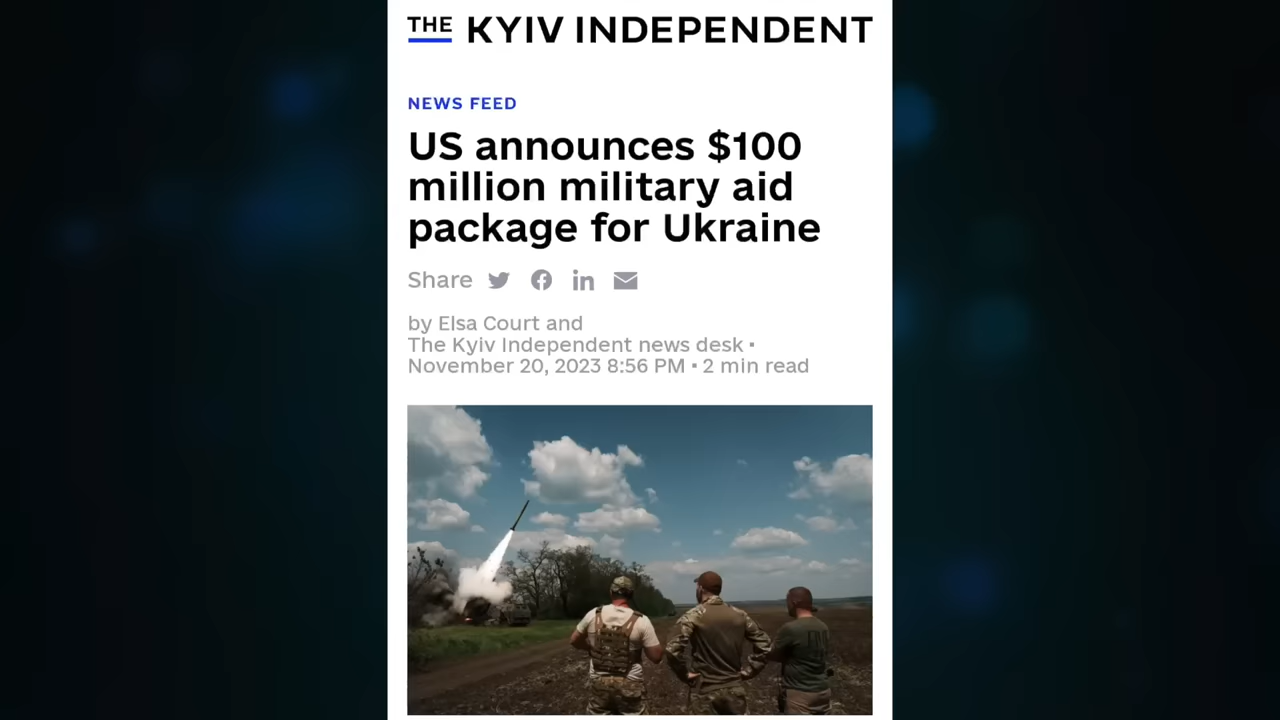 THE KYIV INDEPENDENT
NEWS FEED
US announces $100
million military aid
package for Ukraine
Share
by Elsa Court and
The Kyiv Independent news desk •
November 20, 2023 8:56 PM • 2 min read